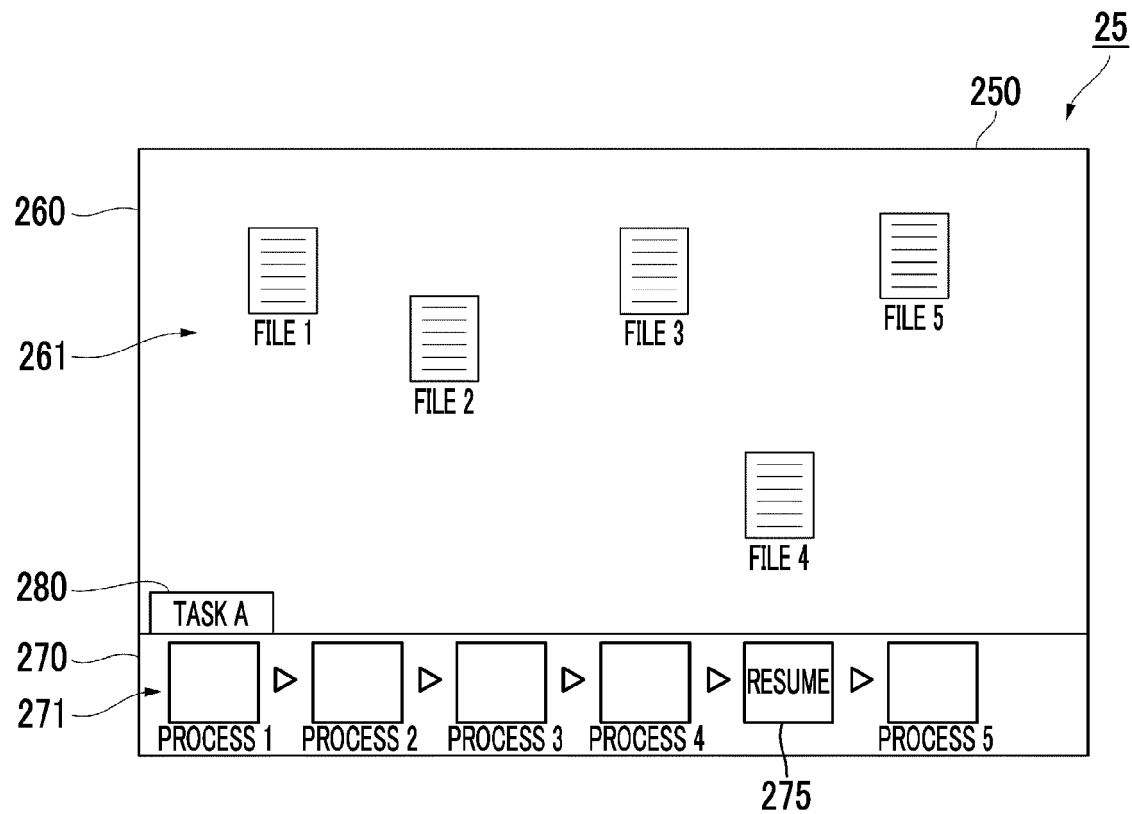 25
250
260
FILE 1
FILE 3
FILE 5
261
FILE 2
FILE 4
280
TASK A
270
RESUME
271
PROCESS 1
PROCESS 2
PROCESS 3
PROCESS 4
PROCESS 5
275